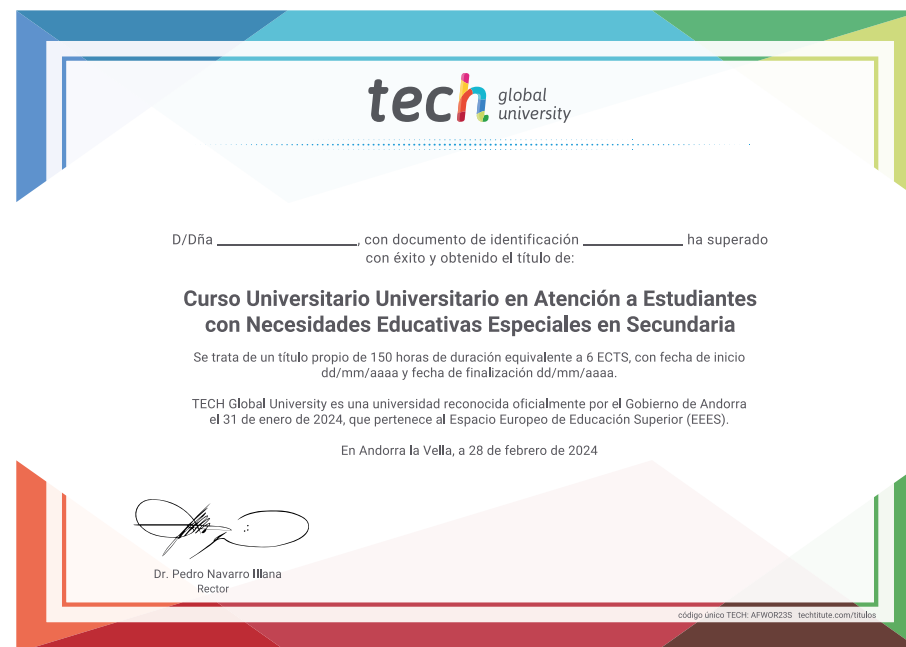 tech global university
D/Dña ____________, con documento de identificación ____________ ha superado
con éxito y obtenido el título de:
Curso Universitario Universitario en Atención a Estudiantes
con Necesidades Educativas Especiales en Secundaria
Se trata de un título propio de 150 horas de duración equivalente a 6 ECTS, con fecha de inicio
dd/mm/aaaa y fecha de finalización dd/mm/aaaa.
TECH Global University es una universidad reconocida oficialmente por el Gobierno de Andorra
el 31 de enero de 2024, que pertenece al Espacio Europeo de Educación Superior (EEES).
En Andorra la Vella, a 28 de febrero de 2024
Dr. Pedro Navarro Illana
Rector
código único TECH: AFWOR23S techtitute.com/titulos